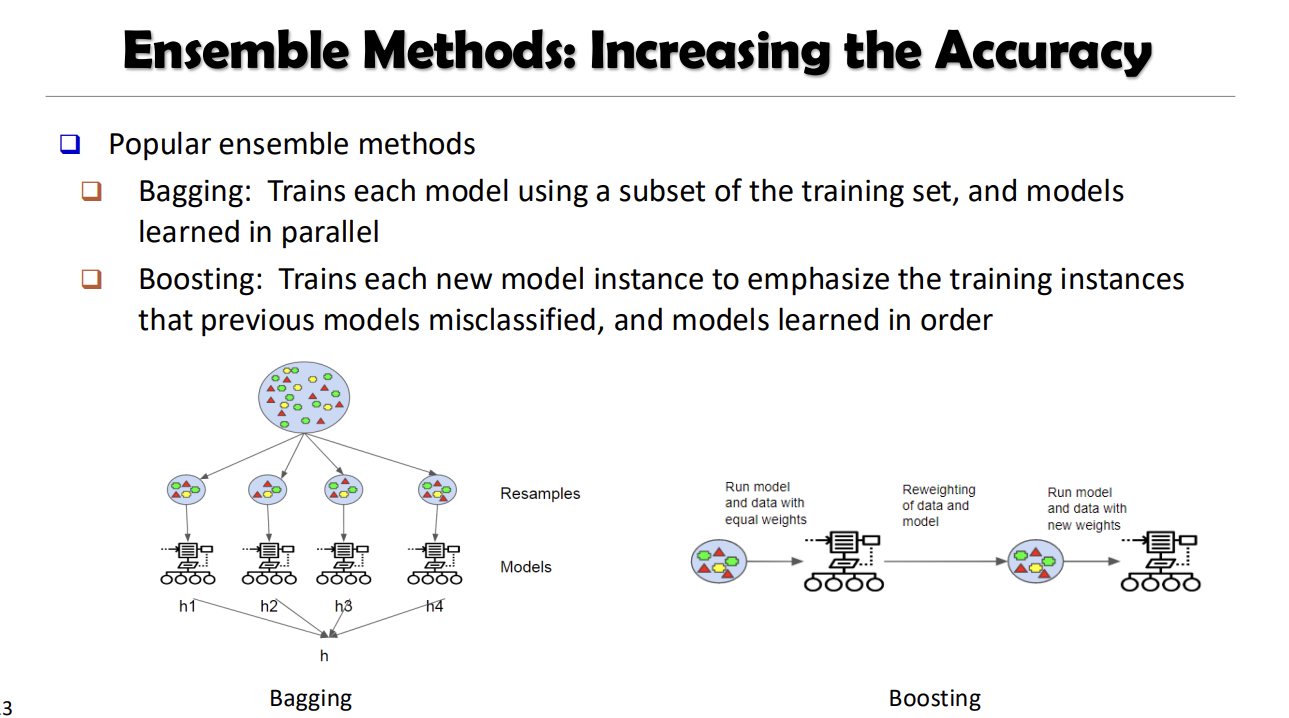 Ensemble Methods: Increasing the Accuracy
Popular ensemble methods
Bagging: Trains each model using a subset of the training set, and models
learned in parallel
Boosting: Trains each new model instance to emphasize the training instances
that previous models misclassified, and models learned in order
Resamples
Models
h1 h2 h3 h4
h
Bagging
Run model
and data with
equal weights
Reweighting
of data and
model
Run model
and data with
new weights
Boosting
3